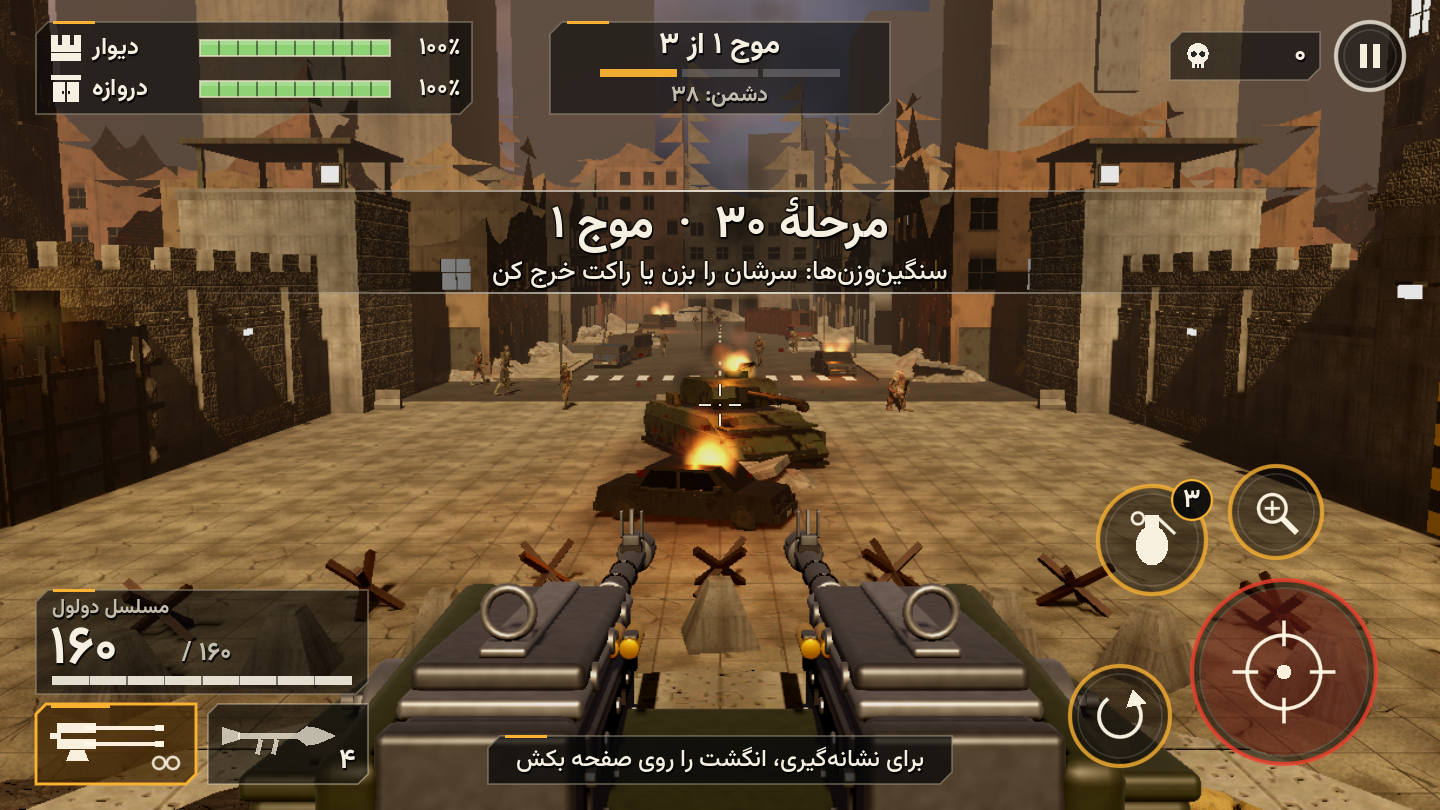 دیوار ۱۰۰٪
دروازه ۱۰۰٪
موج ۱ از ۳
دشمن: ۳۸
۰
مرحلهٔ ۳۰ · موج ۱
سنگین‌وزن‌ها: سرشان را بزن یا راکت خرج کن
۳
مسلسل دولول
۱۶۰ / ۱۶۰
∞
۴
برای نشانه‌گیری، انگشت را روی صفحه بکش